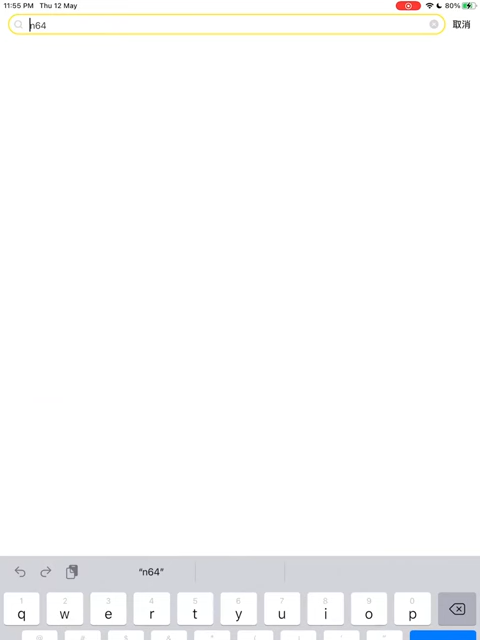 11:55 PM Thu 12 May 80%
n64 取消
"n64"
1 2 3 4 5 6 7 8 9 0
q w e r t y u i o p
@ # $ & * ( ) ' "